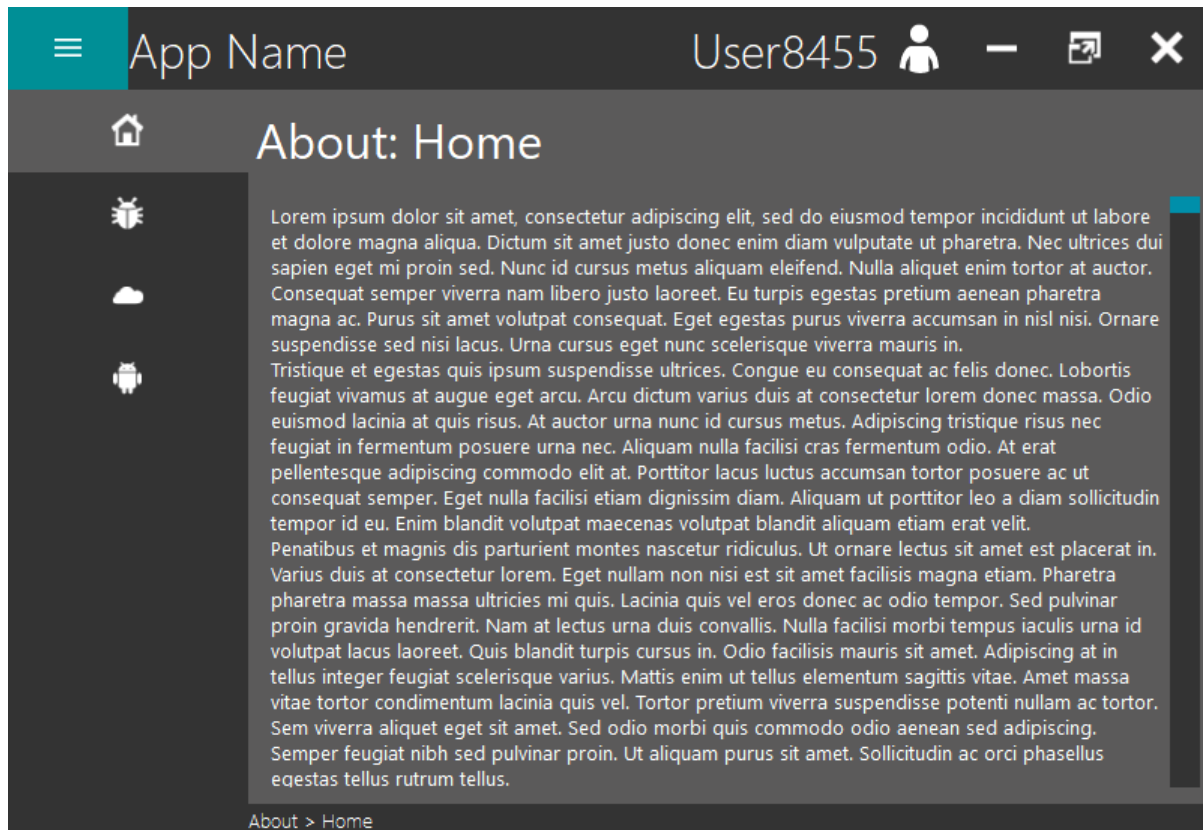 App Name
User8455
About: Home
Lorem ipsum dolor sit amet, consectetur adipiscing elit, sed do eiusmod tempor incididunt ut labore
et dolore magna aliqua. Dictum sit amet justo donec enim diam vulputate ut pharetra. Nec ultrices dui
sapien eget mi proin sed. Nunc id cursus metus aliquam eleifend. Nulla aliquet enim tortor at auctor.
Consequat semper viverra nam libero justo laoreet. Eu turpis egestas pretium aenean pharetra
magna ac. Purus sit amet volutpat consequat. Eget egestas purus viverra accumsan in nisl nisi. Ornare
suspendisse sed nisi lacus. Urna cursus eget nunc scelerisque viverra mauris in.
Tristique et egestas quis ipsum suspendisse ultrices. Congue eu consequat ac felis donec. Lobortis
feugiat vivamus at augue eget arcu. Arcu dictum varius duis at consectetur lorem donec massa. Odio
euismod lacinia at quis risus. At auctor urna nunc id cursus metus. Adipiscing tristique risus nec
feugiat in fermentum posuere urna nec. Aliquam nulla facilisi cras fermentum odio. At erat
pellentesque adipiscing commodo elit at. Porttitor lacus luctus accumsan tortor posuere ac ut
consequat semper. Eget nulla facilisi etiam dignissim diam. Aliquam ut porttitor leo a diam sollicitudin
tempor id eu. Enim blandit volutpat maecenas volutpat blandit aliquam etiam erat velit.
Penatibus et magnis dis parturient montes nascetur ridiculus. Ut ornare lectus sit amet est placerat in.
Varius duis at consectetur lorem. Eget nullam non nisi est sit amet facilisis magna etiam. Pharetra
pharetra massa massa ultricies mi quis. Lacinia quis vel eros donec ac odio tempor. Sed pulvinar
proin gravida hendrerit. Nam at lectus urna duis convallis. Nulla facilisi morbi tempus iaculis urna id
volutpat lacus laoreet. Quis blandit turpis cursus in. Odio facilisis mauris sit amet. Adipiscing at in
tellus integer feugiat scelerisque varius. Mattis enim ut tellus elementum sagittis vitae. Amet massa
vitae tortor condimentum lacinia quis vel. Tortor pretium viverra suspendisse potenti nullam ac tortor.
Sem viverra aliquet eget sit amet. Sed odio morbi quis commodo odio aenean sed adipiscing.
Semper feugiat nibh sed pulvinar proin. Ut aliquam purus sit amet. Sollicitudin ac orci phasellus
egestas tellus rutrum tellus.
About > Home